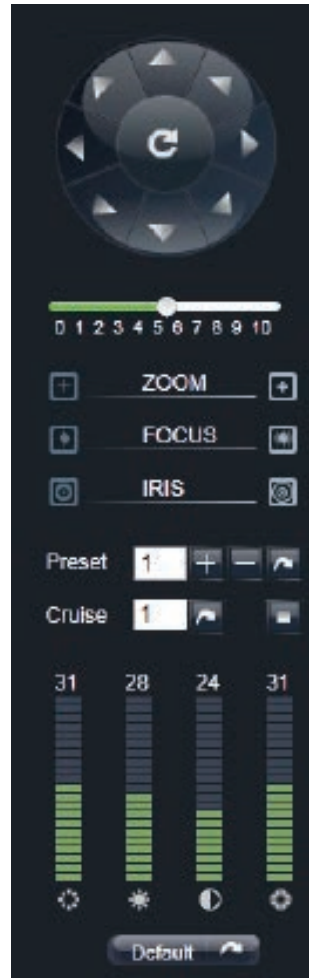 0 1 2 3 4 5 6 7 8 9 10
ZOOM
FOCUS
IRIS
Preset 1
Cruise 1
31 28 24 31
Default